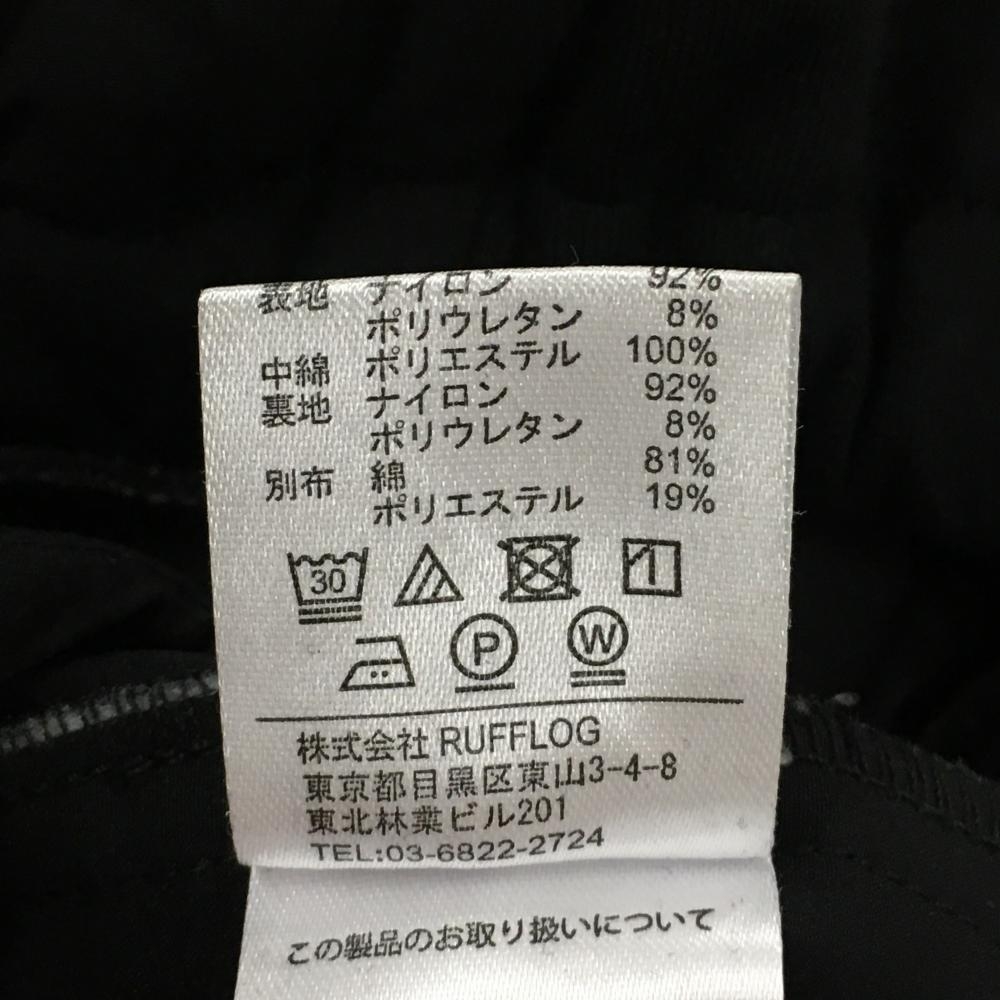 表地 ナイロン 92%
ポリウレタン 8%
中綿 ポリエステル 100%
裏地 ナイロン 92%
ポリウレタン 8%
別布 綿 81%
ポリエステル 19%
30
P W
株式会社 RUFFLOG
東京都目黒区東山3-4-8
東北林業ビル201
TEL:03-6822-2724
この製品のお取り扱いについて